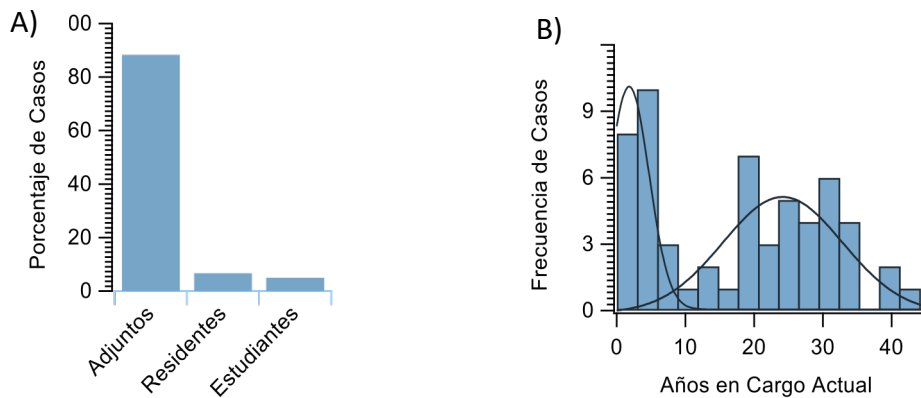 A)
Porcentaje de Casos
00
80
60
40
20
00
Adjuntos
Residentes
Estudiantes
B)
Frecuencia de Casos
9
6
3
0
0
10
20
30
40
Años en Cargo Actual